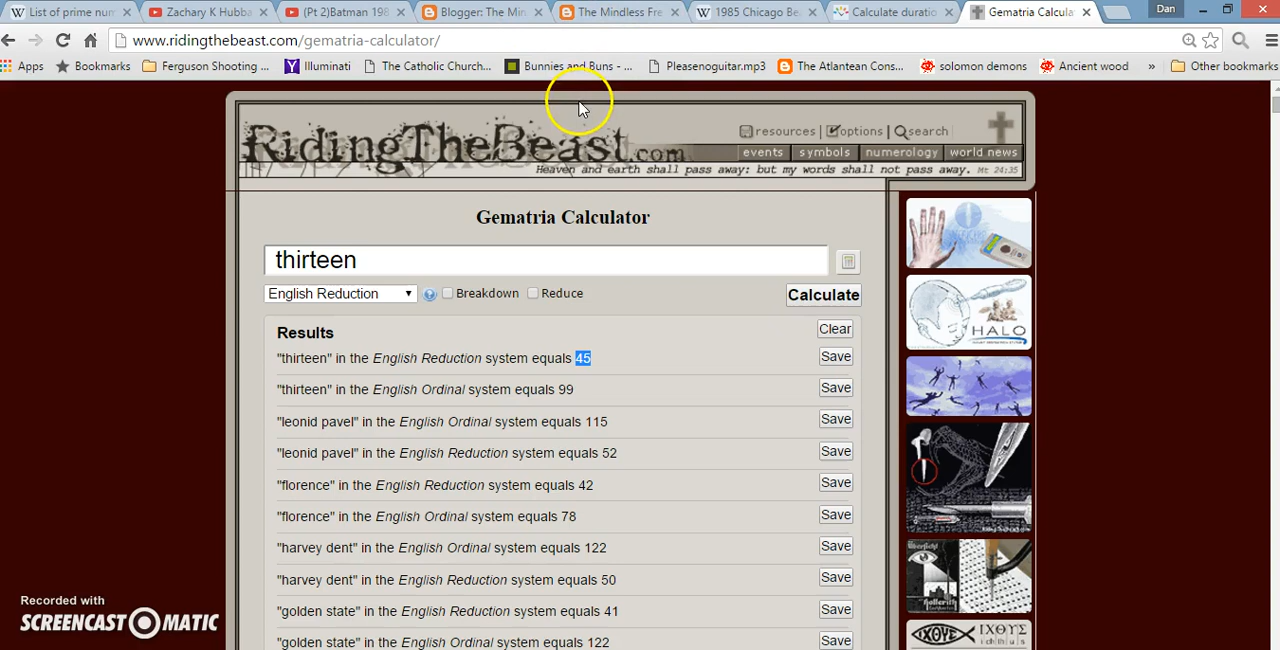 List of prime num
Zachary K Hubba
(Pt 2)Batman 198
Blogger: The Min
The Mindless Fre
1985 Chicago Be
Calculate duratio
Gematria Calcula
Dan
www.ridingthebeast.com/gematria-calculator/
Apps
Bookmarks
Ferguson Shooting ...
Illuminati
The Catholic Church...
Bunnies and Buns - ...
Pleasenoguitar.mp3
The Atlantean Cons...
solomon demons
Ancient wood
»
Other bookmarks
RidingTheBeast.com
resources | options | search
events
symbols
numerology
world news
Heaven and earth shall pass away: but my words shall not pass away. Mt 24:35
Gematria Calculator
thirteen
English Reduction
Breakdown
Reduce
Calculate
Results
Clear
"thirteen" in the English Reduction system equals 45
Save
"thirteen" in the English Ordinal system equals 99
Save
"leonid pavel" in the English Ordinal system equals 115
Save
"leonid pavel" in the English Reduction system equals 52
Save
"florence" in the English Reduction system equals 42
Save
"florence" in the English Ordinal system equals 78
Save
"harvey dent" in the English Ordinal system equals 122
Save
"harvey dent" in the English Reduction system equals 50
Save
"golden state" in the English Reduction system equals 41
Save
"golden state" in the English Ordinal system equals 122
Save
HALO
ΙΧΘΥΣ
ichthus
Recorded with
SCREENCAST-O-MATIC